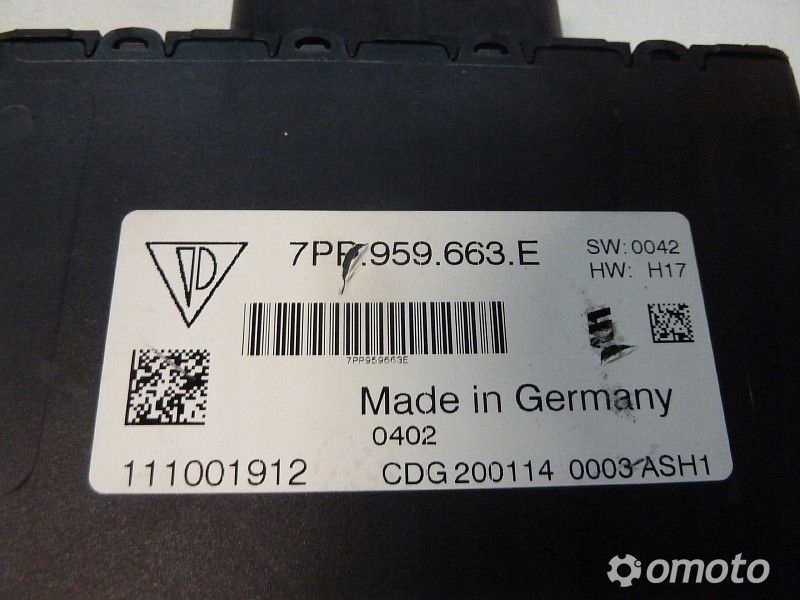 7PP.959.663.E
SW: 0042
HW: H17
7PP959663E
Made in Germany
0402
111001912
CDG 200114 0003 ASH1
omoto